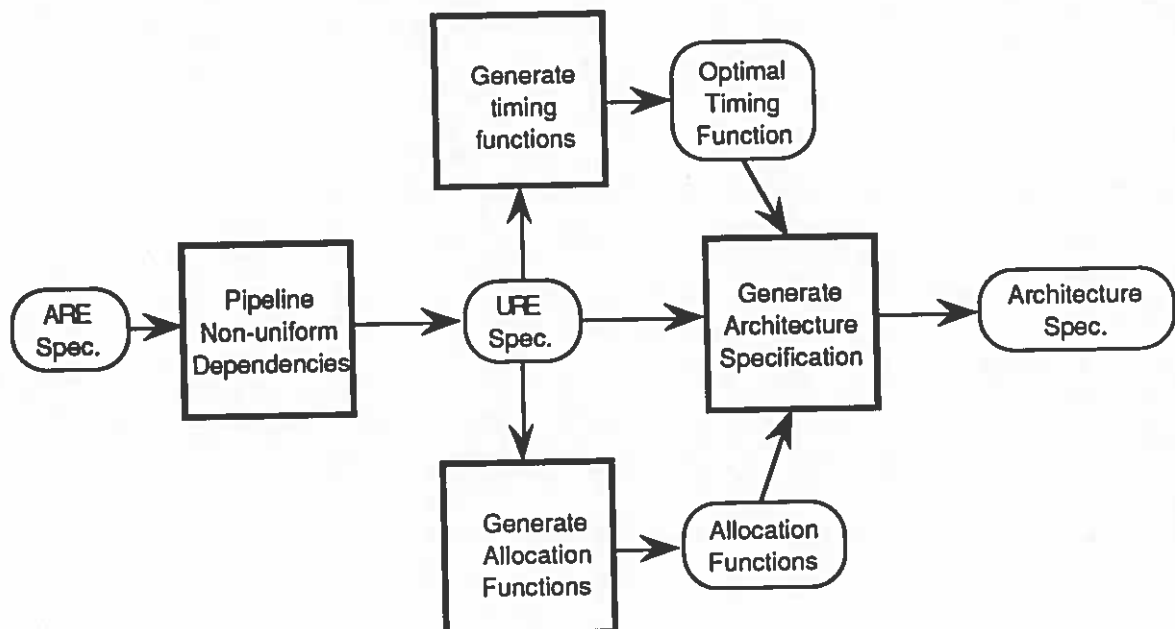 Generate
timing
functions
Optimal
Timing
Function
ARE
Spec.
Pipeline
Non-uniform
Dependencies
URE
Spec.
Generate
Architecture
Specification
Architecture
Spec.
Generate
Allocation
Functions
Allocation
Functions